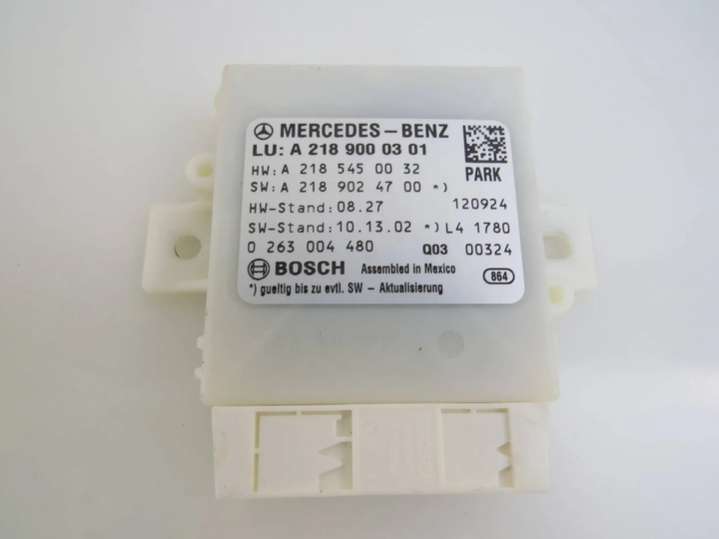 MERCEDES-BENZ
LU: A 218 900 03 01
HW: A 218 545 00 32 PARK
SW: A 218 902 47 00 *)
HW-Stand: 08.27 120924
SW-Stand: 10.13.02 *) L4 1780
0 263 004 480 Q03 00324
BOSCH Assembled in Mexico 864
*) gueltig bis zu evtl. SW - Aktualisierung